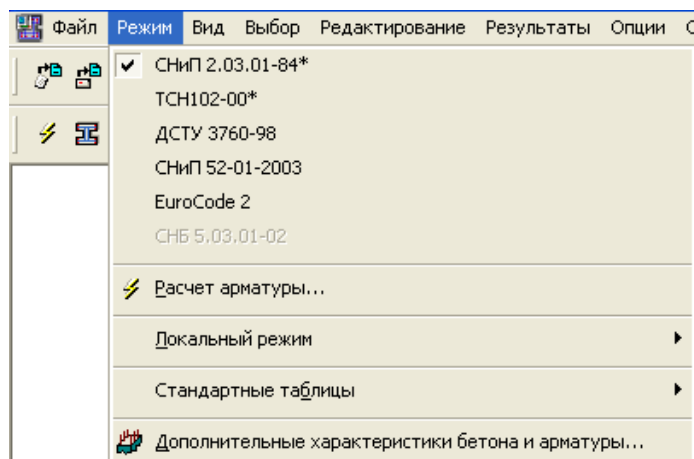 Файл Режим Вид Выбор Редактирование Результаты Опции
СНиП 2.03.01-84*
ТСН102-00*
ДСТУ 3760-98
СНиП 52-01-2003
EuroCode 2
СНБ 5.03.01-02
Расчет арматуры...
Локальный режим
Стандартные таблицы
Дополнительные характеристики бетона и арматуры...